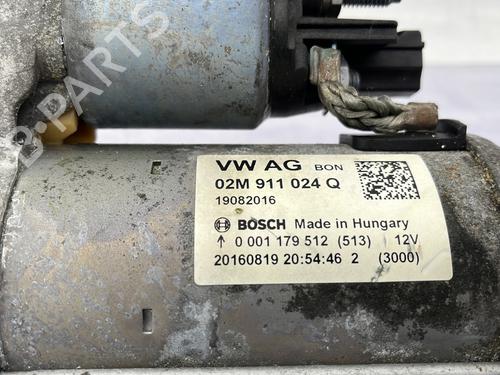 B-PARTS
VW AG BON
02M 911 024 Q
19082016
BOSCH Made in Hungary
0 001 179 512 (513) 12V
20160819 20:54:46 2 (3000)